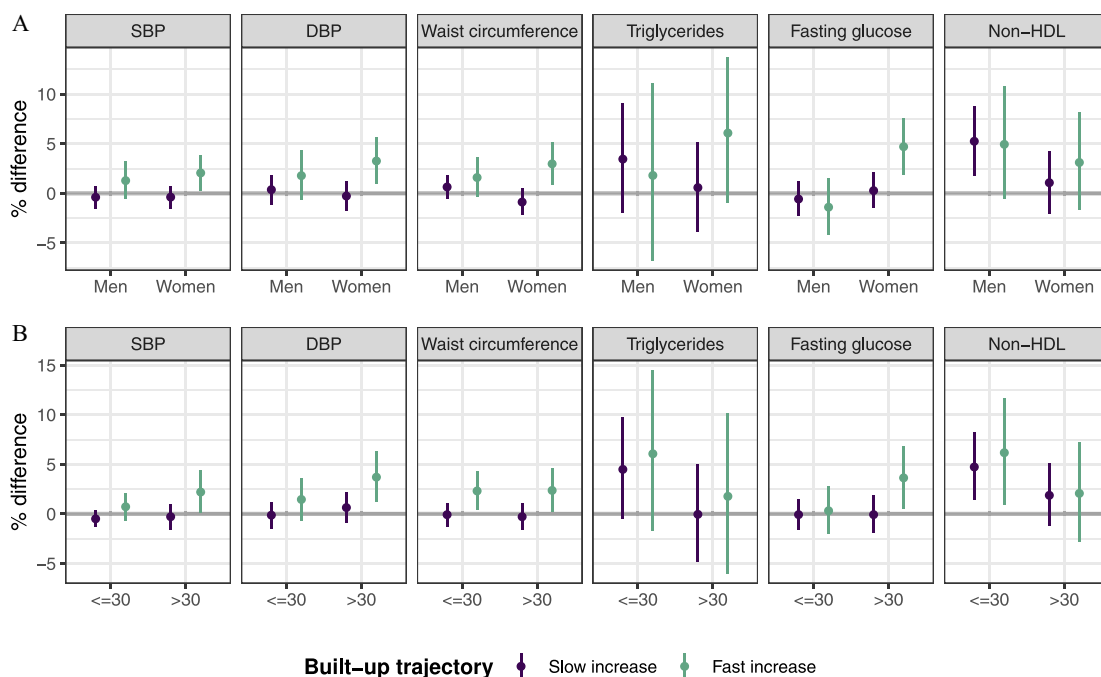 A
SBP DBP Waist circumference Triglycerides Fasting glucose Non−HDL
10
5
0
−5
% difference
Men Women Men Women Men Women Men Women Men Women Men Women
B
SBP DBP Waist circumference Triglycerides Fasting glucose Non−HDL
15
10
5
0
−5
% difference
<=30 >30 <=30 >30 <=30 >30 <=30 >30 <=30 >30 <=30 >30
Built−up trajectory Slow increase Fast increase